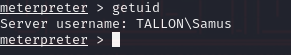 meterpreter > getuid
Server username: TALLON\Samus
meterpreter >